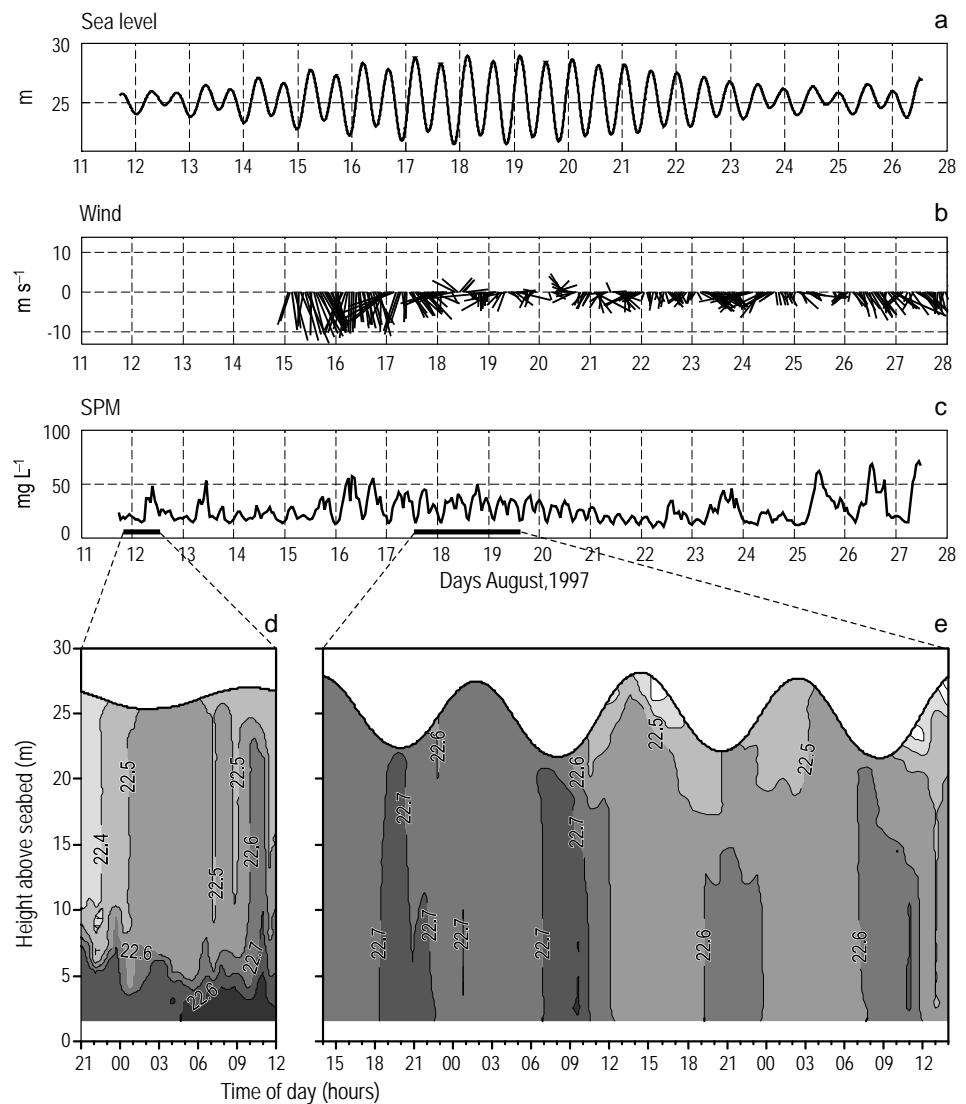 Sea level a
30
m
25
11 12 13 14 15 16 17 18 19 20 21 22 23 24 25 26 27 28
Wind b
10
m s⁻¹
0
-10
11 12 13 14 15 16 17 18 19 20 21 22 23 24 25 26 27 28
SPM c
100
mg L⁻¹
50
0
11 12 13 14 15 16 17 18 19 20 21 22 23 24 25 26 27 28
Days August,1997
d e
30
25
20
15
10
5
0
Height above seabed (m)
22.4
22.5
22.5
22.5
22.6
22.6
22.7
22.6
22.6
22.7
22.7
22.7
22.7
22.6
22.7
22.7
22.5
22.6
22.5
22.6
21 00 03 06 09 12 15 18 21 00 03 06 09 12 15 18 21 00 03 06 09 12
14
Time of day (hours)